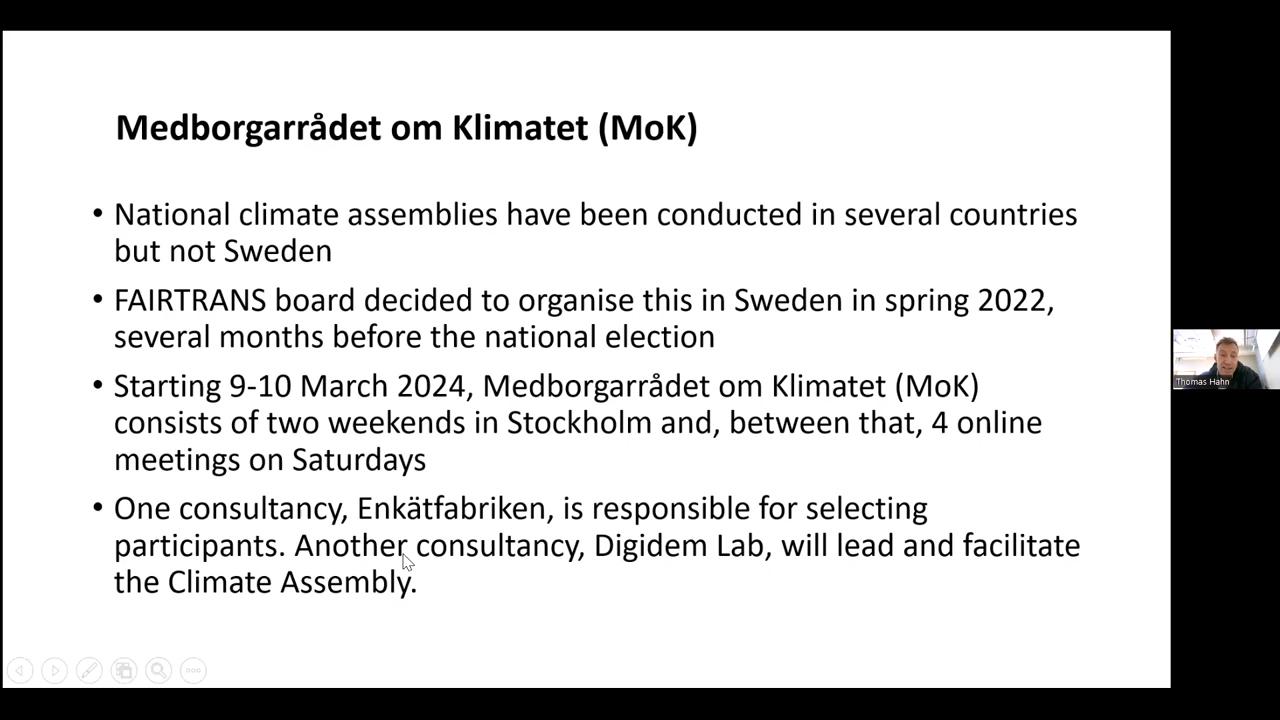 Medborgarrådet om Klimatet (MoK)
• National climate assemblies have been conducted in several countries
but not Sweden
• FAIRTRANS board decided to organise this in Sweden in spring 2022,
several months before the national election
• Starting 9-10 March 2024, Medborgarrådet om Klimatet (MoK)
consists of two weekends in Stockholm and, between that, 4 online
meetings on Saturdays
• One consultancy, Enkätfabriken, is responsible for selecting
participants. Another consultancy, Digidem Lab, will lead and facilitate
the Climate Assembly.
Thomas Hahn